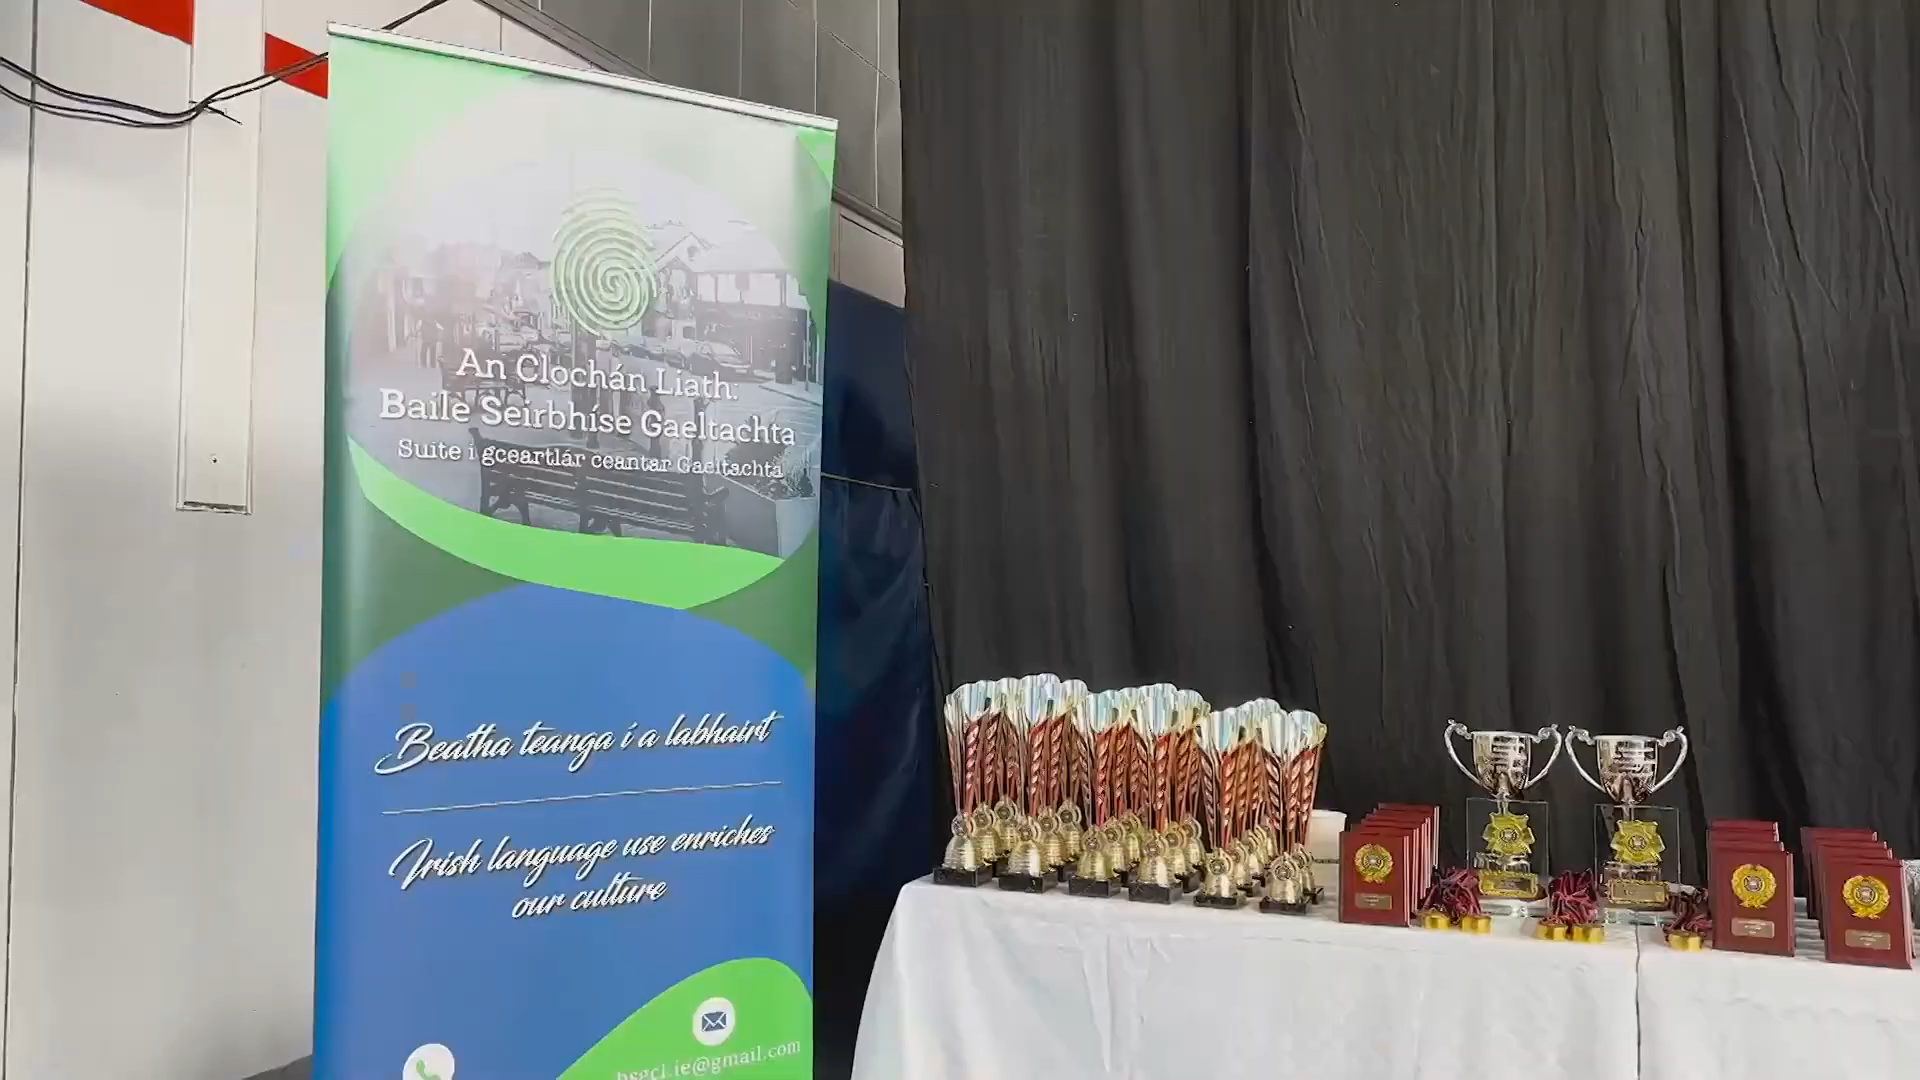 An Clochán Liath:
Baile Seirbhíse Gaeltachta
Suite i gceartlár ceantar Gaeltachta
Beatha teanga í a labhairt
Irish language use enriches
our culture
bsgcl.ie@gmail.com